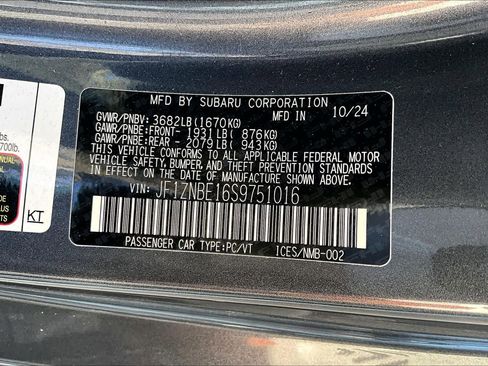 MFD BY SUBARU CORPORATION
GVWR/PNBV: 3682LB(1670KG) MFD IN 10/24
GAWR/PNBE:FRONT- 1931LB( 876KG)
GAWR/PNBE:REAR - 2079LB( 943KG)
THIS VEHICLE CONFORMS TO ALL APPLICABLE FEDERAL MOTOR
VEHICLE SAFETY, BUMPER, AND THEFT PREVENTION STANDARDS
IN EFFECT ON THE DATE OF MANUFACTURE SHOWN ABOVE.
VIN: JF1ZNBE16S9751016
PASSENGER CAR TYPE:PC/VT ICES/NMB-002
lbs.
700lb.
KT